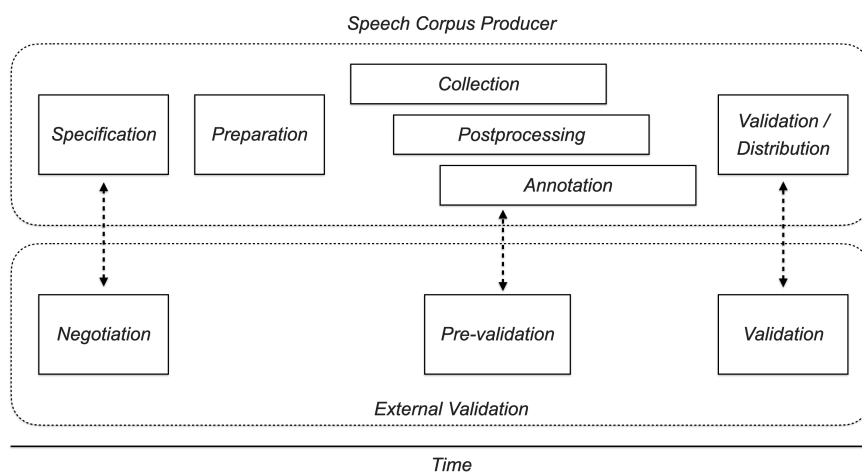 Speech Corpus Producer
Collection
Specification
Preparation
Postprocessing
Validation /
Distribution
Annotation
Negotiation
Pre-validation
Validation
External Validation
Time